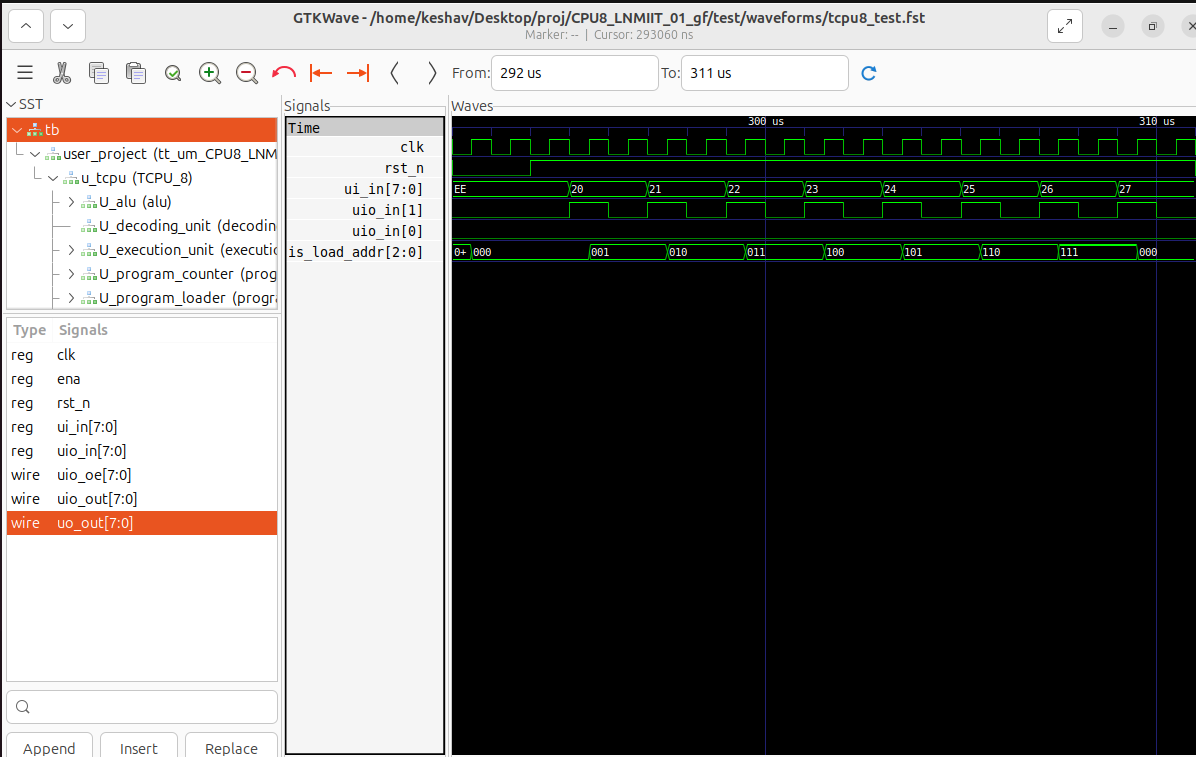 GTKWave - /home/keshav/Desktop/proj/CPU8_LNMIIT_01_gf/test/waveforms/tcpu8_test.fst
Marker: -- | Cursor: 293060 ns
From: 292 us To: 311 us
SST
tb
user_project (tt_um_CPU8_LNM
u_tcpu (TCPU_8)
U_alu (alu)
U_decoding_unit (decodin
U_execution_unit (executio
U_program_counter (prog
U_program_loader (progra
Type Signals
reg clk
reg ena
reg rst_n
reg ui_in[7:0]
reg uio_in[7:0]
wire uio_oe[7:0]
wire uio_out[7:0]
wire uo_out[7:0]
Append Insert Replace
Signals
Time
clk
rst_n
ui_in[7:0]
uio_in[1]
uio_in[0]
is_load_addr[2:0]
Waves
300 us 310 us
EE 20 21 22 23 24 25 26 27
0+ 000 001 010 011 100 101 110 111 000